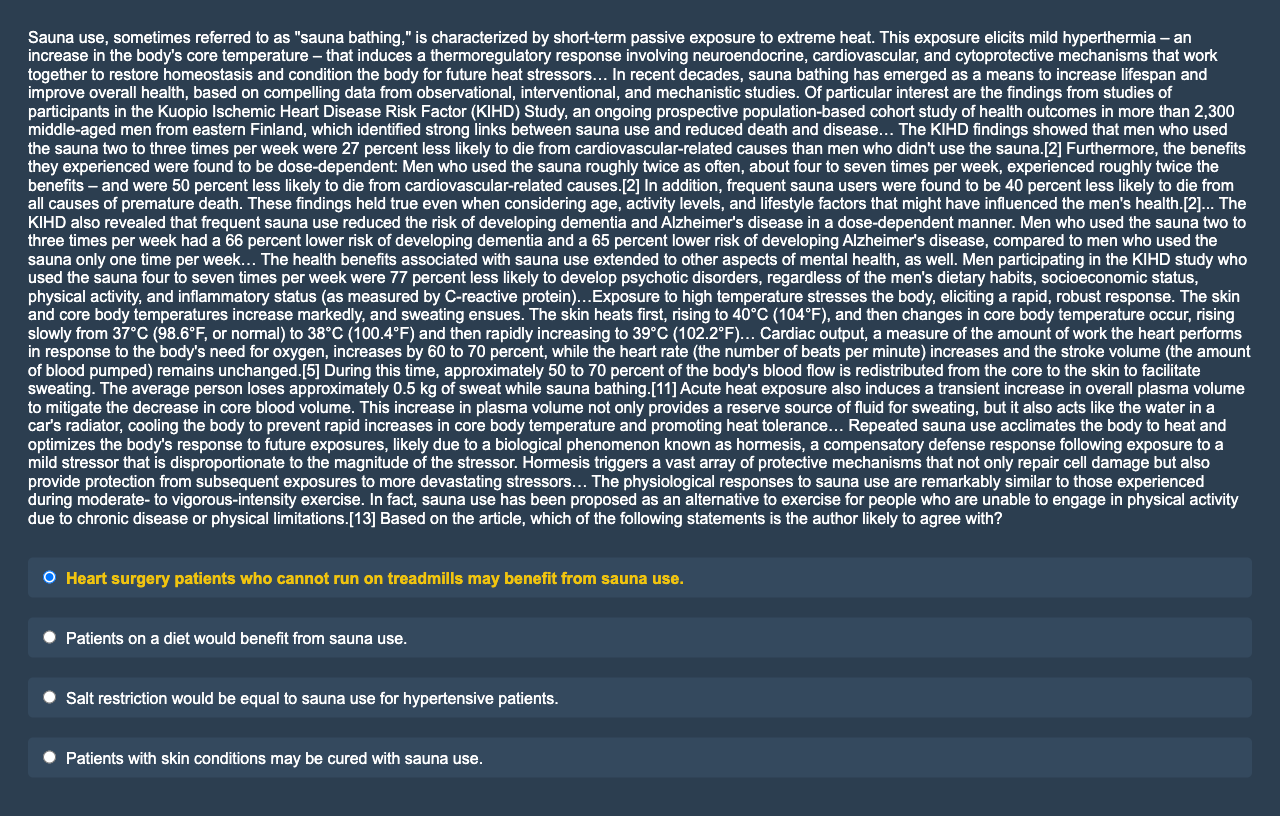 Sauna use, sometimes referred to as "sauna bathing," is characterized by short-term passive exposure to extreme heat. This exposure elicits mild hyperthermia – an
increase in the body's core temperature – that induces a thermoregulatory response involving neuroendocrine, cardiovascular, and cytoprotective mechanisms that work
together to restore homeostasis and condition the body for future heat stressors… In recent decades, sauna bathing has emerged as a means to increase lifespan and
improve overall health, based on compelling data from observational, interventional, and mechanistic studies. Of particular interest are the findings from studies of
participants in the Kuopio Ischemic Heart Disease Risk Factor (KIHD) Study, an ongoing prospective population-based cohort study of health outcomes in more than 2,300
middle-aged men from eastern Finland, which identified strong links between sauna use and reduced death and disease… The KIHD findings showed that men who used
the sauna two to three times per week were 27 percent less likely to die from cardiovascular-related causes than men who didn't use the sauna.[2] Furthermore, the benefits
they experienced were found to be dose-dependent: Men who used the sauna roughly twice as often, about four to seven times per week, experienced roughly twice the
benefits – and were 50 percent less likely to die from cardiovascular-related causes.[2] In addition, frequent sauna users were found to be 40 percent less likely to die from
all causes of premature death. These findings held true even when considering age, activity levels, and lifestyle factors that might have influenced the men's health.[2]... The
KIHD also revealed that frequent sauna use reduced the risk of developing dementia and Alzheimer's disease in a dose-dependent manner. Men who used the sauna two to
three times per week had a 66 percent lower risk of developing dementia and a 65 percent lower risk of developing Alzheimer's disease, compared to men who used the
sauna only one time per week… The health benefits associated with sauna use extended to other aspects of mental health, as well. Men participating in the KIHD study who
used the sauna four to seven times per week were 77 percent less likely to develop psychotic disorders, regardless of the men's dietary habits, socioeconomic status,
physical activity, and inflammatory status (as measured by C-reactive protein)…Exposure to high temperature stresses the body, eliciting a rapid, robust response. The skin
and core body temperatures increase markedly, and sweating ensues. The skin heats first, rising to 40°C (104°F), and then changes in core body temperature occur, rising
slowly from 37°C (98.6°F, or normal) to 38°C (100.4°F) and then rapidly increasing to 39°C (102.2°F)… Cardiac output, a measure of the amount of work the heart performs
in response to the body's need for oxygen, increases by 60 to 70 percent, while the heart rate (the number of beats per minute) increases and the stroke volume (the amount
of blood pumped) remains unchanged.[5] During this time, approximately 50 to 70 percent of the body's blood flow is redistributed from the core to the skin to facilitate
sweating. The average person loses approximately 0.5 kg of sweat while sauna bathing.[11] Acute heat exposure also induces a transient increase in overall plasma volume
to mitigate the decrease in core blood volume. This increase in plasma volume not only provides a reserve source of fluid for sweating, but it also acts like the water in a
car's radiator, cooling the body to prevent rapid increases in core body temperature and promoting heat tolerance… Repeated sauna use acclimates the body to heat and
optimizes the body's response to future exposures, likely due to a biological phenomenon known as hormesis, a compensatory defense response following exposure to a
mild stressor that is disproportionate to the magnitude of the stressor. Hormesis triggers a vast array of protective mechanisms that not only repair cell damage but also
provide protection from subsequent exposures to more devastating stressors… The physiological responses to sauna use are remarkably similar to those experienced
during moderate- to vigorous-intensity exercise. In fact, sauna use has been proposed as an alternative to exercise for people who are unable to engage in physical activity
due to chronic disease or physical limitations.[13] Based on the article, which of the following statements is the author likely to agree with?
Heart surgery patients who cannot run on treadmills may benefit from sauna use.
Patients on a diet would benefit from sauna use.
Salt restriction would be equal to sauna use for hypertensive patients.
Patients with skin conditions may be cured with sauna use.